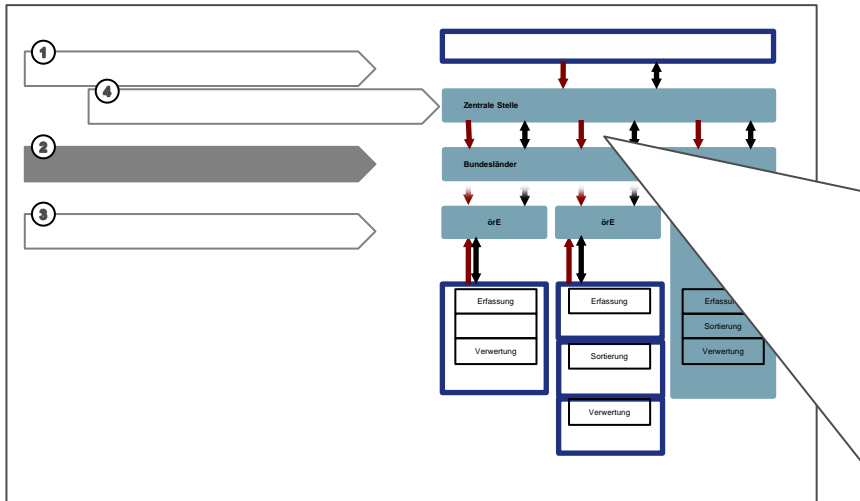 1
4
Zentrale Stelle
2
Bundesländer
3
örE
örE
Erfassung
Verwertung
Erfassung
Sortierung
Verwertung
Sortierung
Verwertung